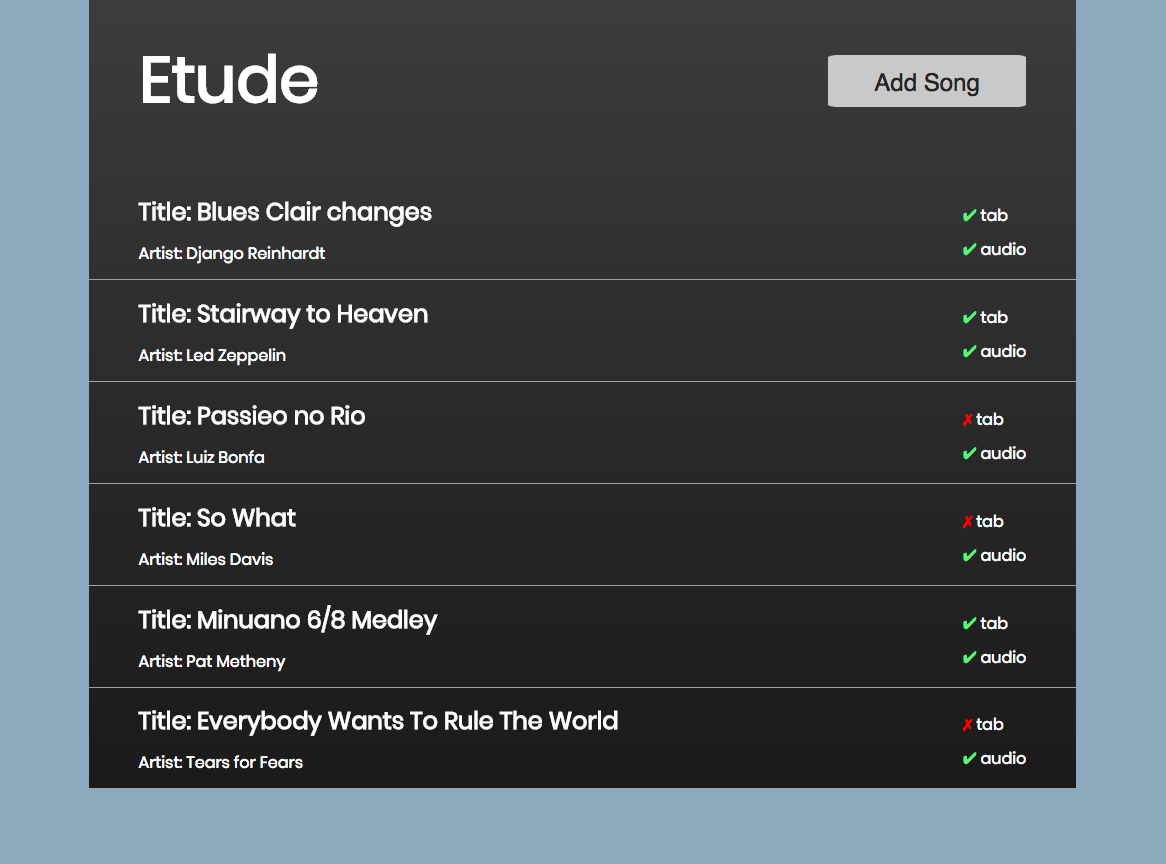 Etude
Add Song
Title: Blues Clair changes
✔ tab
Artist: Django Reinhardt
✔ audio
Title: Stairway to Heaven
✔ tab
Artist: Led Zeppelin
✔ audio
Title: Passieo no Rio
✗ tab
Artist: Luiz Bonfa
✔ audio
Title: So What
✗ tab
Artist: Miles Davis
✔ audio
Title: Minuano 6/8 Medley
✔ tab
Artist: Pat Metheny
✔ audio
Title: Everybody Wants To Rule The World
✗ tab
Artist: Tears for Fears
✔ audio